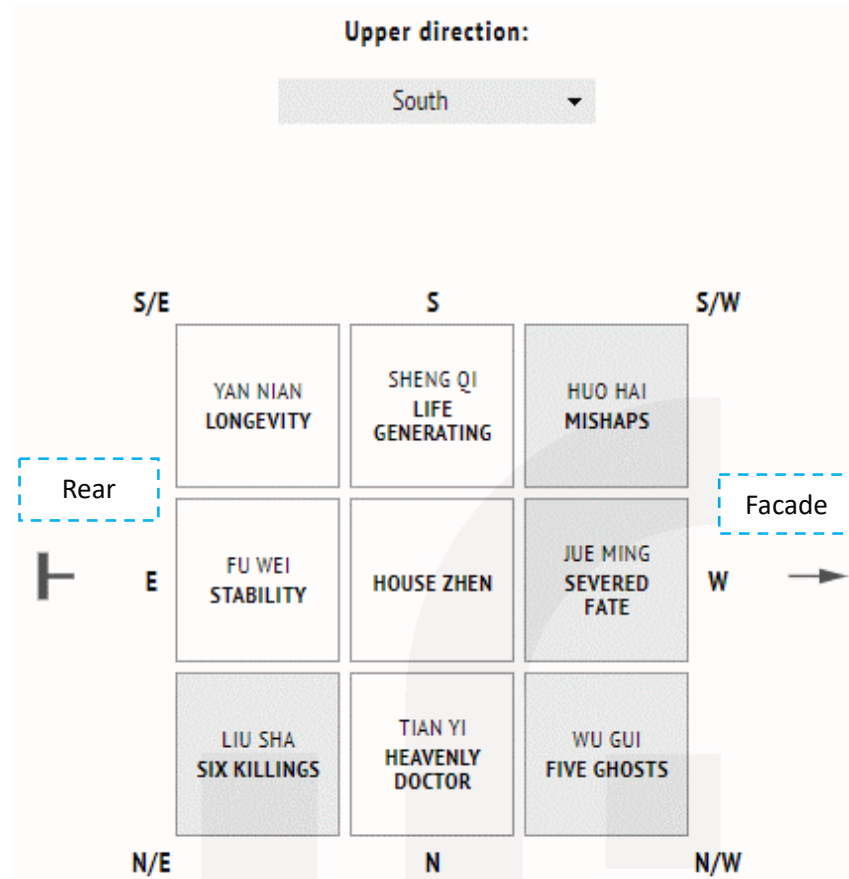 Upper direction:
South
S/E
S
S/W
YAN NIAN
LONGEVITY
SHENG QI
LIFE
GENERATING
HUO HAI
MISHAPS
Rear
Facade
E
FU WEI
STABILITY
HOUSE ZHEN
JUE MING
SEVERED
FATE
W
LIU SHA
SIX KILLINGS
TIAN YI
HEAVENLY
DOCTOR
WU GUI
FIVE GHOSTS
N/E
N
N/W